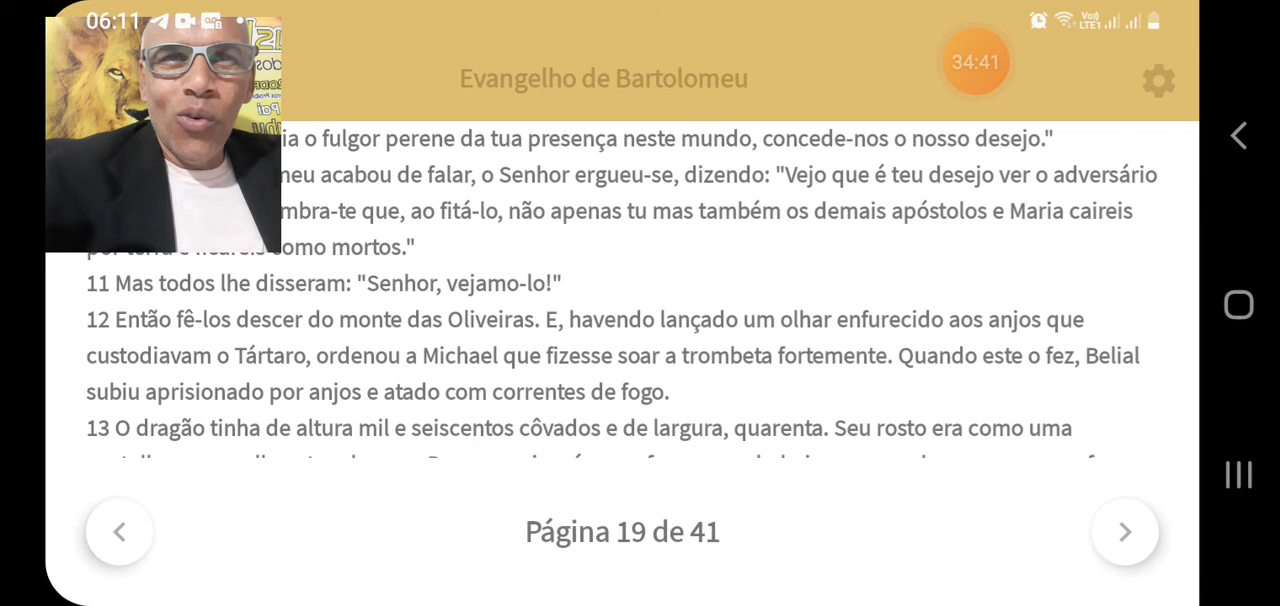 06:11
Vo))
LTE1
34:41
Evangelho de Bartolomeu
ia o fulgor perene da tua presença neste mundo, concede-nos o nosso desejo."
meu acabou de falar, o Senhor ergueu-se, dizendo: "Vejo que é teu desejo ver o adversário
mbra-te que, ao fitá-lo, não apenas tu mas também os demais apóstolos e Maria caireis
por terra e ficareis como mortos."
11 Mas todos lhe disseram: "Senhor, vejamo-lo!"
12 Então fê-los descer do monte das Oliveiras. E, havendo lançado um olhar enfurecido aos anjos que
custodiavam o Tártaro, ordenou a Michael que fizesse soar a trombeta fortemente. Quando este o fez, Belial
subiu aprisionado por anjos e atado com correntes de fogo.
13 O dragão tinha de altura mil e seiscentos côvados e de largura, quarenta. Seu rosto era como uma
Página 19 de 41